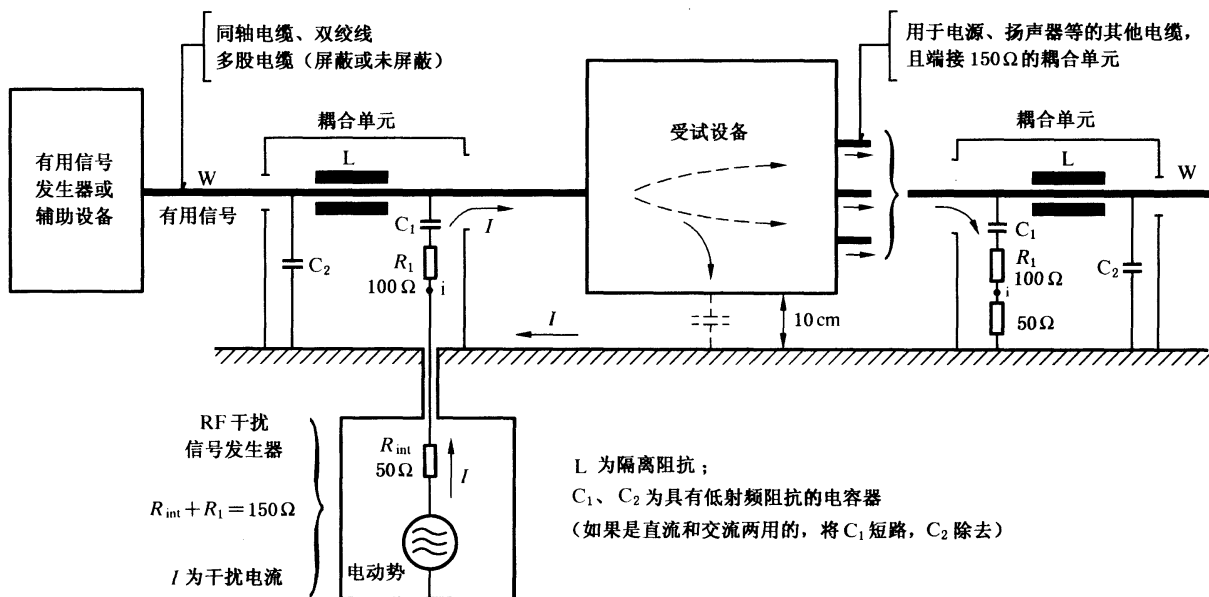 同轴电缆、双绞线
多股电缆（屏蔽或未屏蔽）
用于电源、扬声器等的其他电缆，
且端接150Ω的耦合单元
耦合单元
受试设备
耦合单元
有用信号
发生器或
辅助设备
W
L
L
W
有用信号
C₁
I
C₁
C₂
R₁
100Ω
i
R₁
100Ω
C₂
i
50Ω
I
10cm
RF干扰
信号发生器
R_int
50Ω
I
R_int+R₁=150Ω
电动势
I为干扰电流
L 为隔离阻抗；
C₁、C₂为具有低射频阻抗的电容器
（如果是直流和交流两用的，将C₁短路，C₂除去）